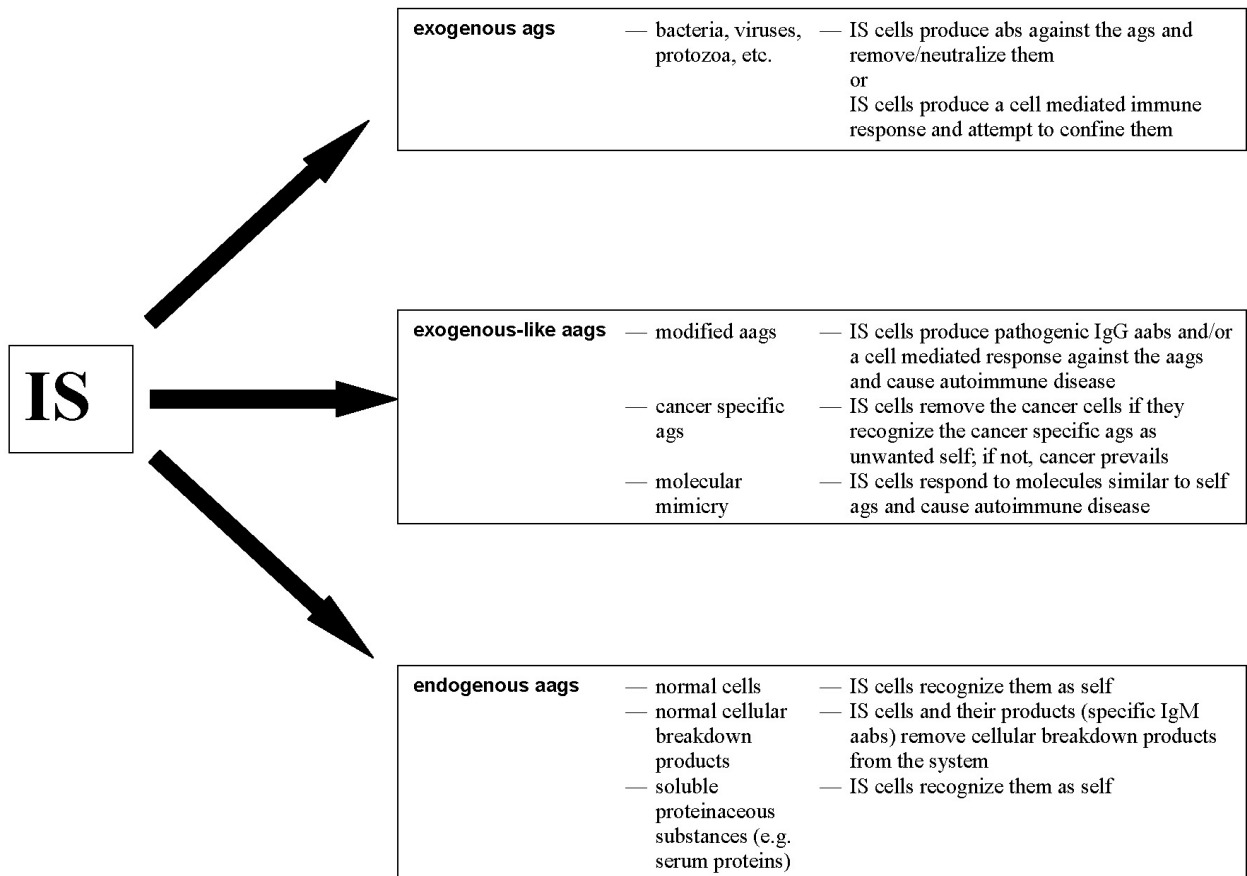 exogenous ags — bacteria, viruses, — IS cells produce abs against the ags and
protozoa, etc. remove/neutralize them
or
IS cells produce a cell mediated immune
response and attempt to confine them
IS
exogenous-like aags — modified aags — IS cells produce pathogenic IgG aabs and/or
a cell mediated response against the aags
and cause autoimmune disease
— cancer specific — IS cells remove the cancer cells if they
ags recognize the cancer specific ags as
unwanted self; if not, cancer prevails
— molecular — IS cells respond to molecules similar to self
mimicry ags and cause autoimmune disease
endogenous aags — normal cells — IS cells recognize them as self
— normal cellular — IS cells and their products (specific IgM
breakdown aabs) remove cellular breakdown products
products from the system
— soluble — IS cells recognize them as self
proteinaceous
substances (e.g.
serum proteins)